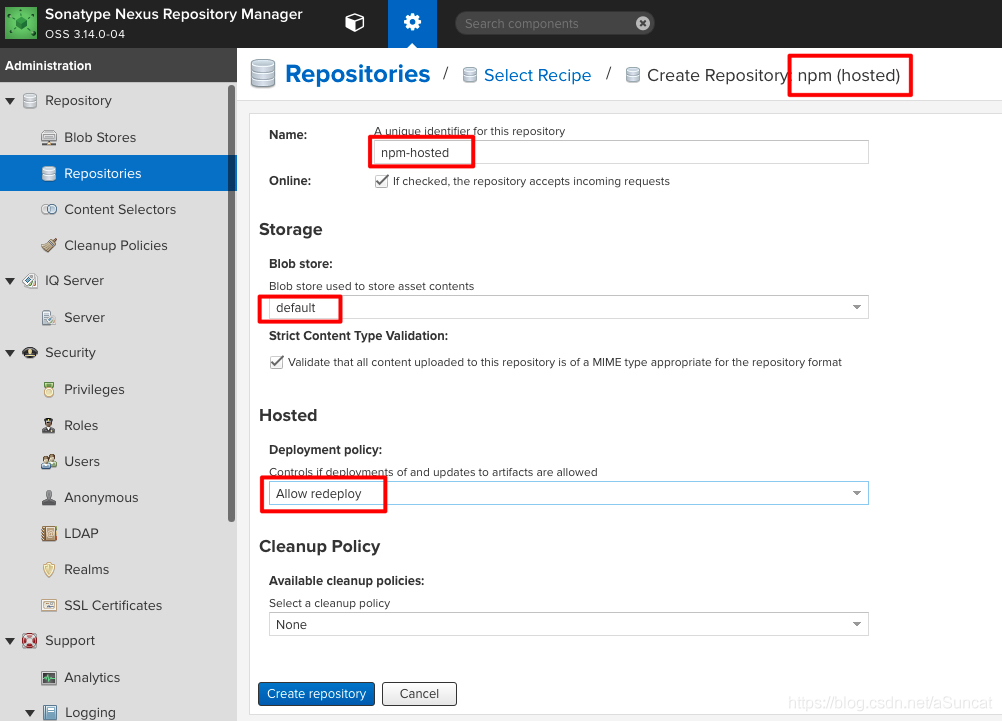 Sonatype Nexus Repository Manager
OSS 3.14.0-04
Search components
Administration
Repository
Blob Stores
Repositories
Content Selectors
Cleanup Policies
IQ Server
Server
Security
Privileges
Roles
Users
Anonymous
LDAP
Realms
SSL Certificates
Support
Analytics
Logging
Repositories / Select Recipe / Create Repository: npm (hosted)
Name:
A unique identifier for this repository
npm-hosted
Online:
If checked, the repository accepts incoming requests
Storage
Blob store:
Blob store used to store asset contents
default
Strict Content Type Validation:
Validate that all content uploaded to this repository is of a MIME type appropriate for the repository format
Hosted
Deployment policy:
Controls if deployments of and updates to artifacts are allowed
Allow redeploy
Cleanup Policy
Available cleanup policies:
Select a cleanup policy
None
Create repository
Cancel
https://blog.csdn.net/aSuncat